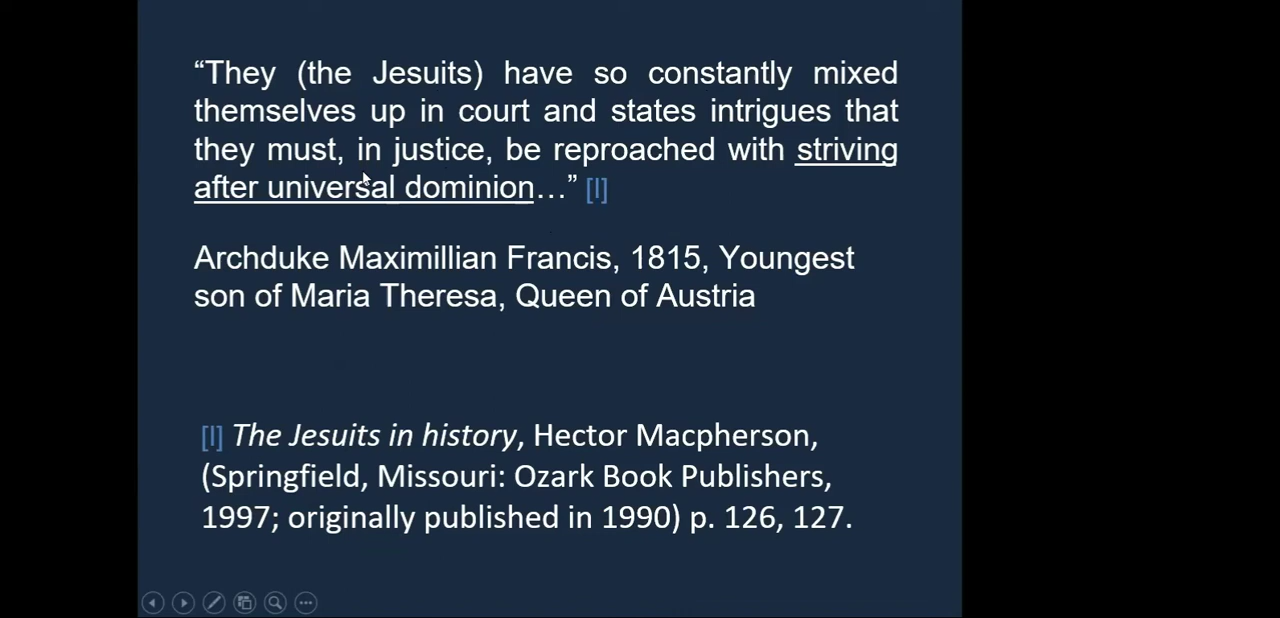 “They (the Jesuits) have so constantly mixed
themselves up in court and states intrigues that
they must, in justice, be reproached with striving
after universal dominion…” [I]
Archduke Maximillian Francis, 1815, Youngest
son of Maria Theresa, Queen of Austria
[I] The Jesuits in history, Hector Macpherson,
(Springfield, Missouri: Ozark Book Publishers,
1997; originally published in 1990) p. 126, 127.